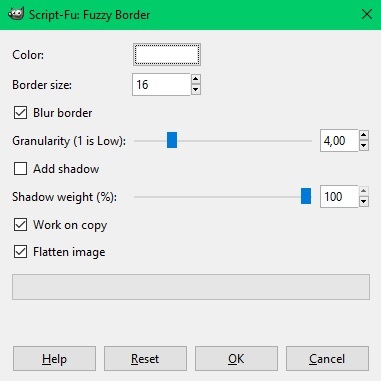 Script-Fu: Fuzzy Border
Color:
Border size: 16
Blur border
Granularity (1 is Low): 4,00
Add shadow
Shadow weight (%): 100
Work on copy
Flatten image
Help Reset OK Cancel